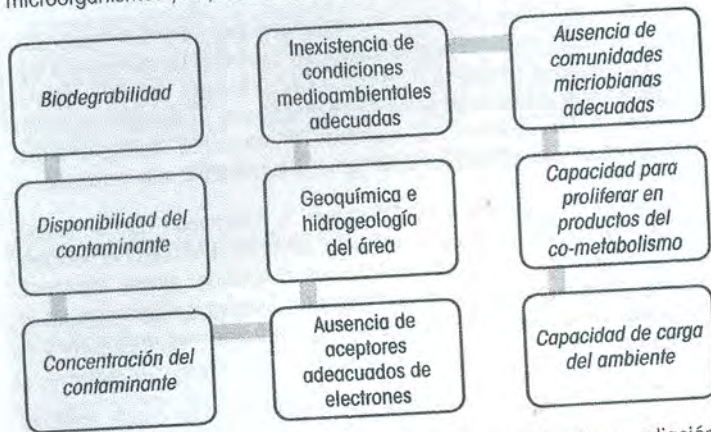 Biodegrabilidad
Disponibilidad del
contaminante
Concentración del
contaminante
Ausencia de
aceptores
adeacuados de
electrones
Geoquímica e
hidrogeología
del área
Inexistencia de
condiciones
medioambientales
adecuadas
Ausencia de
comunidades
micriobianas
adecuadas
Capacidad para
proliferar en
productos del
co-metabolismo
Capacidad de carga
del ambiente